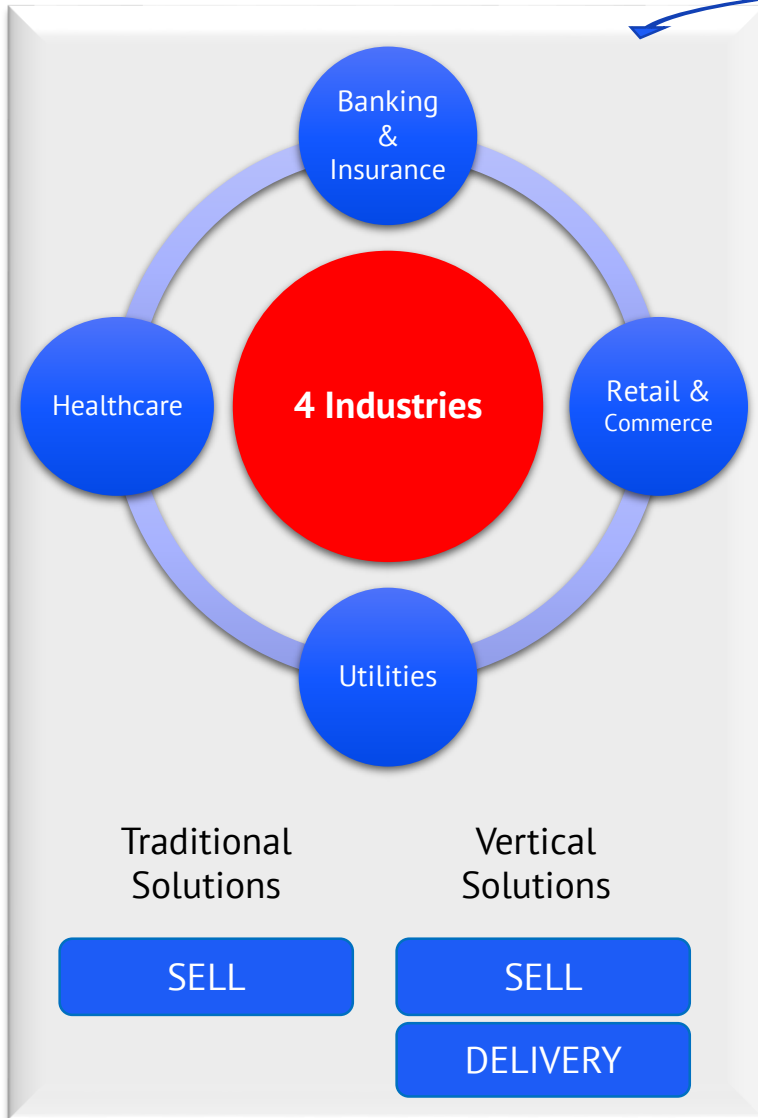 Banking
&
Insurance
Healthcare
4 Industries
Retail &
Commerce
Utilities
Traditional
Solutions
Vertical
Solutions
SELL
SELL
DELIVERY